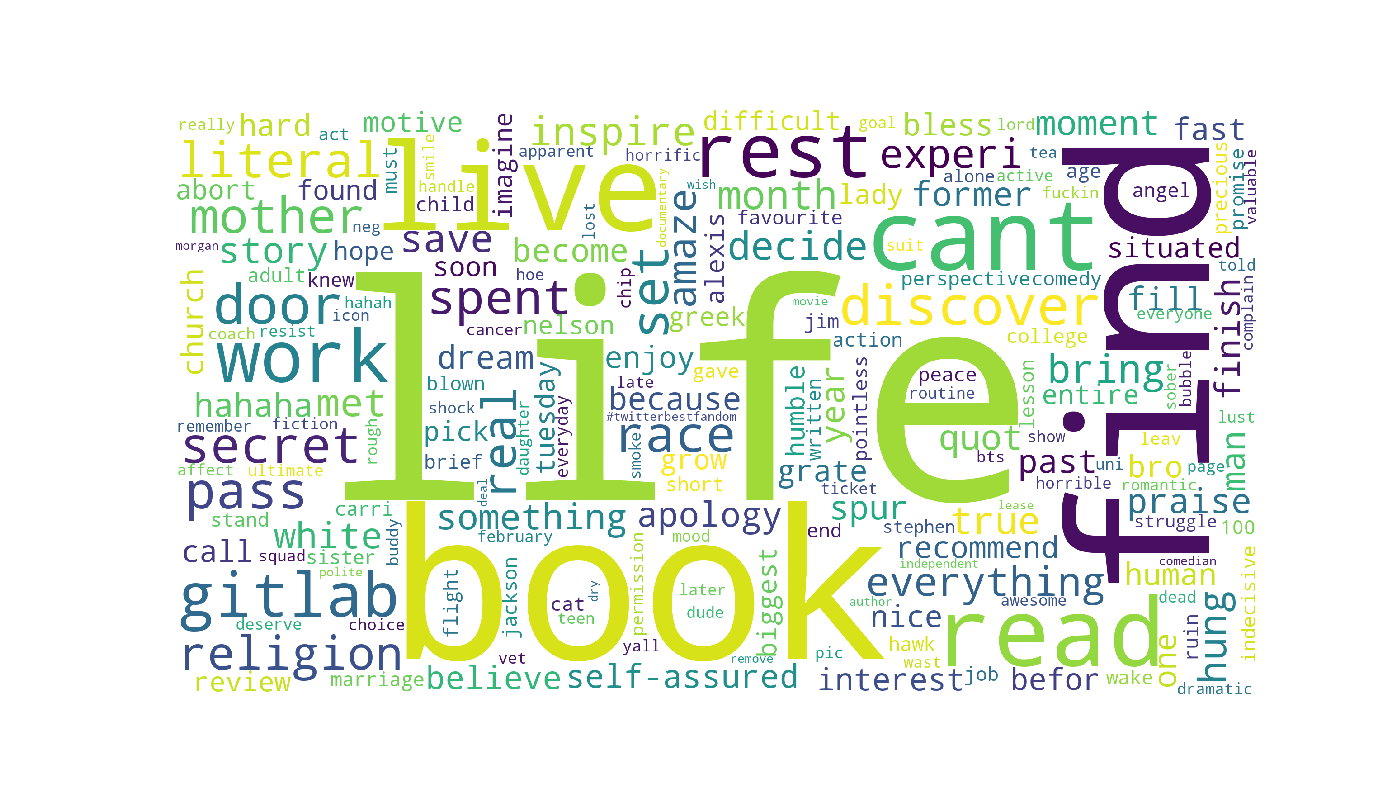 really
hard
act
motive
imagine
inspire
difficult
goal
bless
lord
moment
fast
literal
must
smile
live
apparent
horrific
rest
experi
tea
age
find
precious
promise
valuable
abort
found
handle
child
documentary
wish
month
lady
alone
active
former
fuckin
angel
mother
neg
save
lost
amaze
alexis
favourite
cant
suit
situated
morgan
story
hope
become
set
decide
told
church
adult
knew
soon
hoe
chip
perspectivecomedy
complain
door
hahah
icon
spent
life
movie
discover
fill
everyone
finish
coach
resist
cancer
nelson
greek
jim
action
college
work
dream
enjoy
gave
peace
routine
bring
entire
sober
bubble
blown
late
because
humble
written
year
pointless
lesson
hahaha
met
shock
real
daughter
tuesday
everyday
#twitterbestfandom
remember
fiction
rough
pick
race
quot
show
lust
secret
brief
smoke
grow
bts
past
uni
leav
bro
page
man
affect
ultimate
deal
short
grate
ticket
horrible
romantic
pass
carri
something
apology
spur
lease
praise
stand
white
buddy
february
mood
end
stephen
true
struggle
100
call
squad
sister
book
permission
biggest
recommend
comedian
indecisive
polite
independent
human
gitlab
flight
jackson
cat
dry
later
everything
dead
hung
teen
dude
author
awesome
deserve
choice
nice
read
ruin
religion
vet
yall
remove
pic
hawk
wast
one
review
marriage
believe
self-assured
interest
job
befor
wake
dramatic